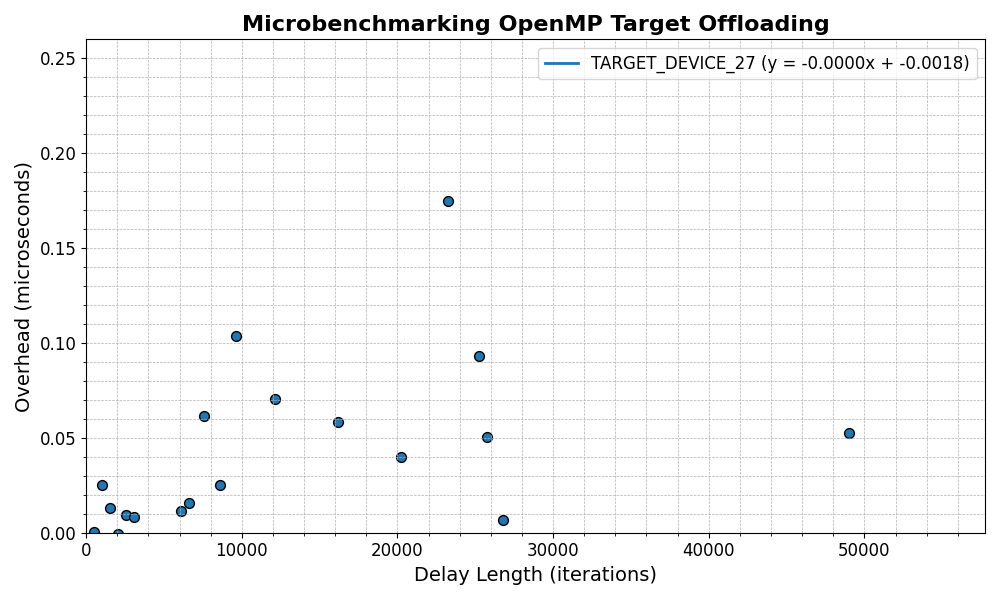 Microbenchmarking OpenMP Target Offloading
TARGET_DEVICE_27 (y = -0.0000x + -0.0018)
Overhead (microseconds)
0.25
0.20
0.15
0.10
0.05
0.00
0 10000 20000 30000 40000 50000
Delay Length (iterations)